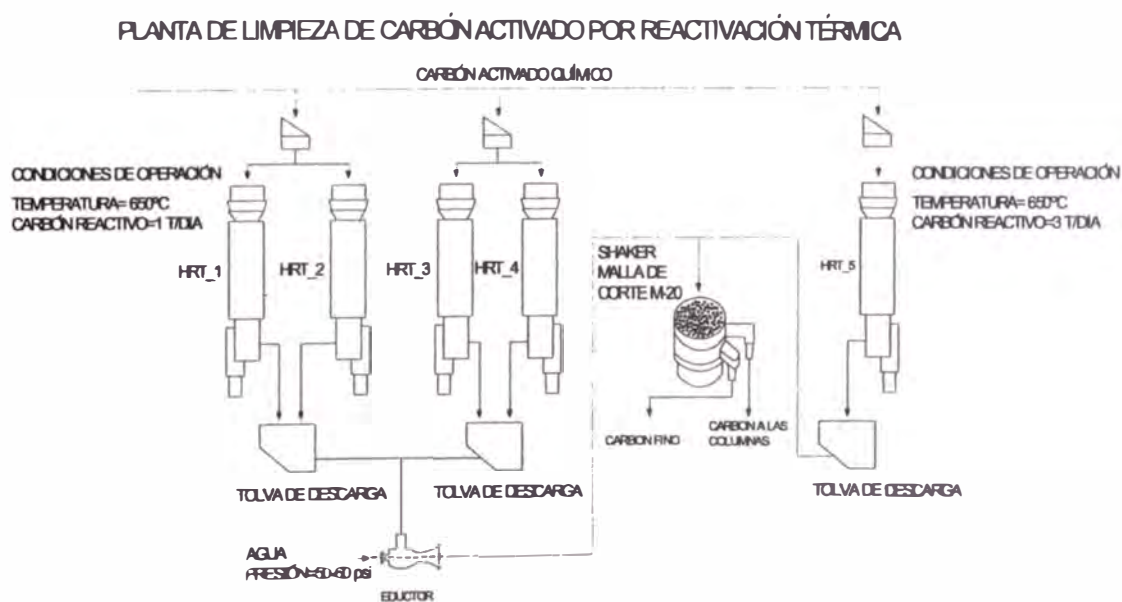 PLANTA DE LIMPIEZA DE CARBÓN ACTIVADO POR REACTIVACIÓN TÉRMICA
CARBÓN ACTIVADO QUÍMICO
CONDICIONES DE OPERACIÓN
TEMPERATURA= 650ºC
CARBÓN REACTIVO=1 T/DIA
HRT_1
HRT_2
HRT_3
HRT_4
SHAKER
MALLA DE
CORTE M-20
HRT_5
CONDICIONES DE OPERACIÓN
TEMPERATURA= 650ºC
CARBÓN REACTIVO=3 T/DIA
CARBON FINO
CARBON A LAS
COLUMNAS
TOLVA DE DESCARGA
TOLVA DE DESCARGA
TOLVA DE DESCARGA
AGUA
PRESIÓN=50-60 psi
EDUCTOR